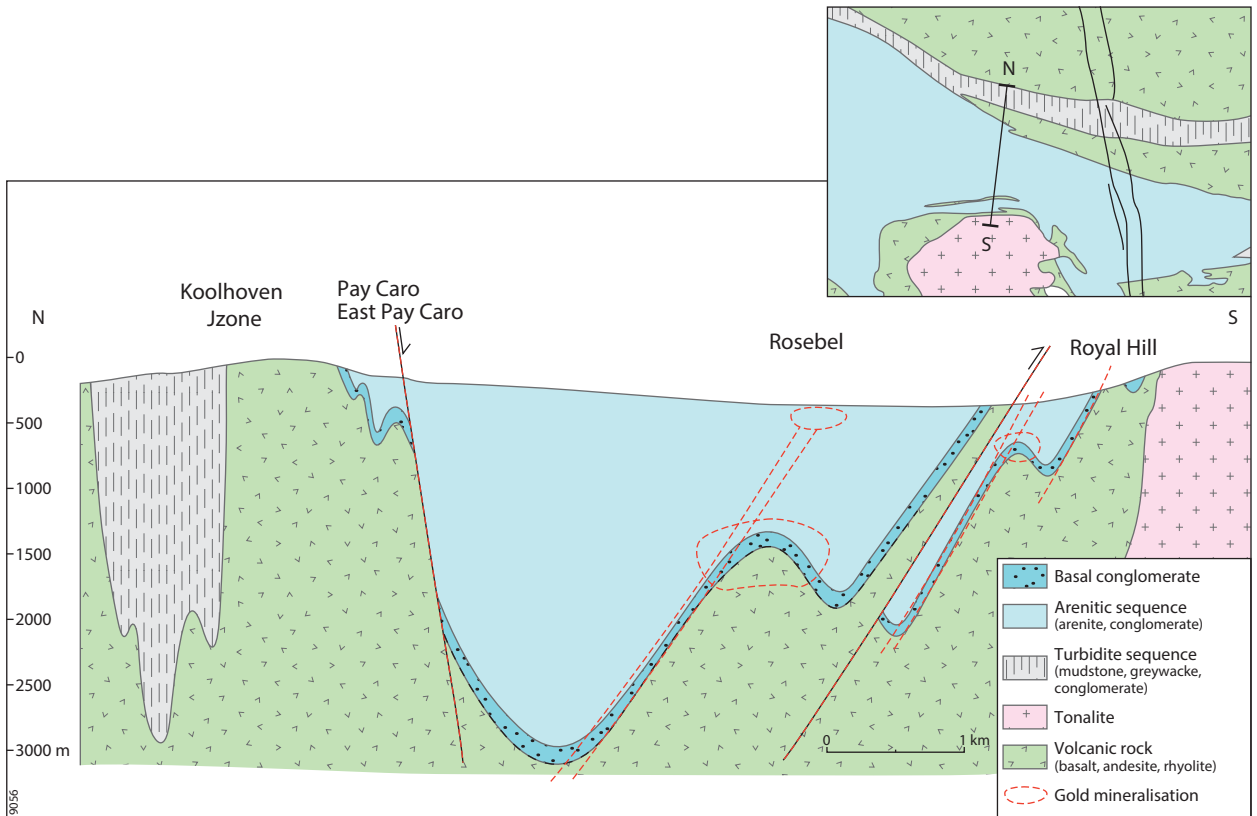 N
S
Koolhoven
Jzone
Pay Caro
East Pay Caro
N
Rosebel
Royal Hill
S
0
500
1000
1500
2000
2500
3000 m
0
1 km
Basal conglomerate
Arenitic sequence
(arenite, conglomerate)
Turbidite sequence
(mudstone, greywacke,
conglomerate)
Tonalite
Volcanic rock
(basalt, andesite, rhyolite)
Gold mineralisation
9056